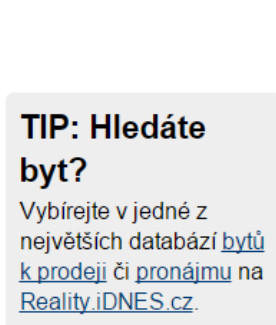 TIP: Hledáte
byt?
Vybírejte v jedné z
největších databází bytů
k prodeji či pronájmu na
Reality.iDNES.cz.